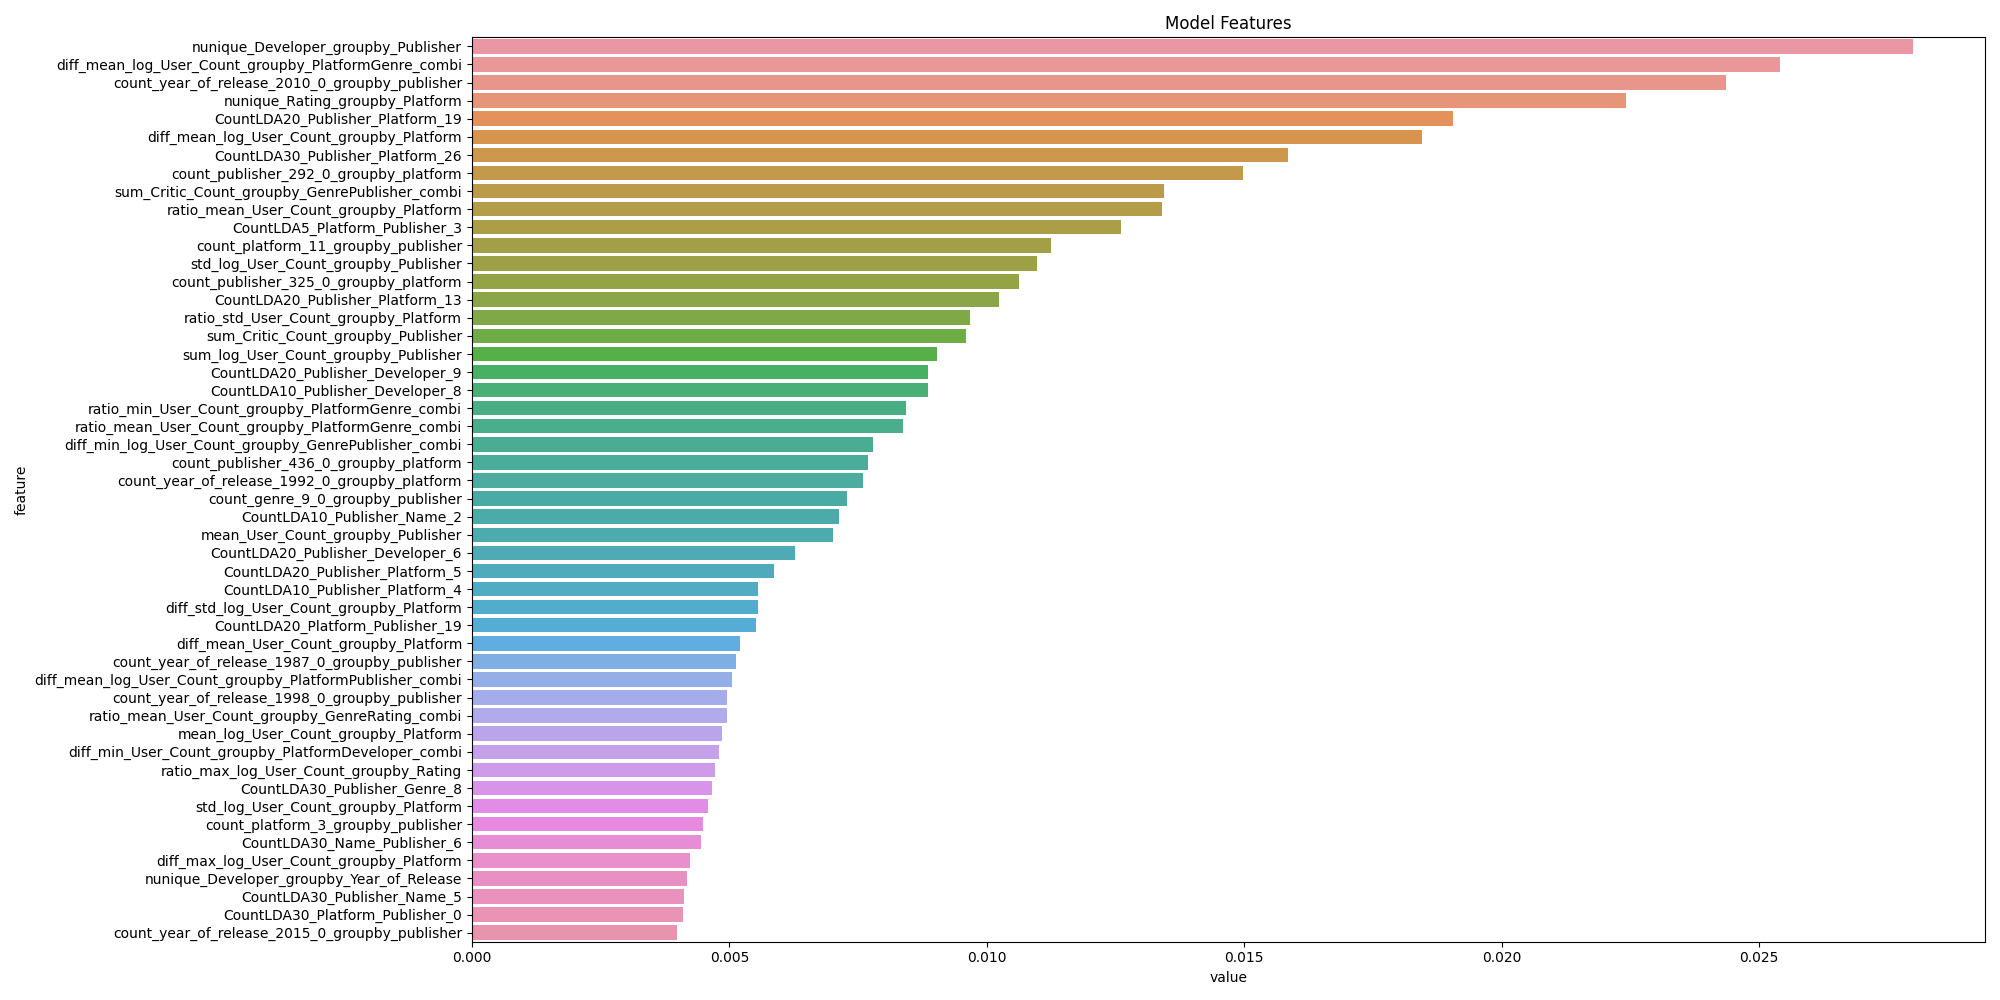 Model Features
nunique_Developer_groupby_Publisher
diff_mean_log_User_Count_groupby_PlatformGenre_combi
count_year_of_release_2010_0_groupby_publisher
nunique_Rating_groupby_Platform
CountLDA20_Publisher_Platform_19
diff_mean_log_User_Count_groupby_Platform
CountLDA30_Publisher_Platform_26
count_publisher_292_0_groupby_platform
sum_Critic_Count_groupby_GenrePublisher_combi
ratio_mean_User_Count_groupby_Platform
CountLDA5_Platform_Publisher_3
count_platform_11_groupby_publisher
std_log_User_Count_groupby_Publisher
count_publisher_325_0_groupby_platform
CountLDA20_Publisher_Platform_13
ratio_std_User_Count_groupby_Platform
sum_Critic_Count_groupby_Publisher
sum_log_User_Count_groupby_Publisher
CountLDA20_Publisher_Developer_9
CountLDA10_Publisher_Developer_8
ratio_min_User_Count_groupby_PlatformGenre_combi
ratio_mean_User_Count_groupby_PlatformGenre_combi
diff_min_log_User_Count_groupby_GenrePublisher_combi
count_publisher_436_0_groupby_platform
count_year_of_release_1992_0_groupby_platform
count_genre_9_0_groupby_publisher
CountLDA10_Publisher_Name_2
mean_User_Count_groupby_Publisher
CountLDA20_Publisher_Developer_6
CountLDA20_Publisher_Platform_5
CountLDA10_Publisher_Platform_4
diff_std_log_User_Count_groupby_Platform
CountLDA20_Platform_Publisher_19
diff_mean_User_Count_groupby_Platform
count_year_of_release_1987_0_groupby_publisher
diff_mean_log_User_Count_groupby_PlatformPublisher_combi
count_year_of_release_1998_0_groupby_publisher
ratio_mean_User_Count_groupby_GenreRating_combi
mean_log_User_Count_groupby_Platform
diff_min_User_Count_groupby_PlatformDeveloper_combi
ratio_max_log_User_Count_groupby_Rating
CountLDA30_Publisher_Genre_8
std_log_User_Count_groupby_Platform
count_platform_3_groupby_publisher
CountLDA30_Name_Publisher_6
diff_max_log_User_Count_groupby_Platform
nunique_Developer_groupby_Year_of_Release
CountLDA30_Publisher_Name_5
CountLDA30_Platform_Publisher_0
count_year_of_release_2015_0_groupby_publisher
feature
0.000 0.005 0.010 0.015 0.020 0.025
value